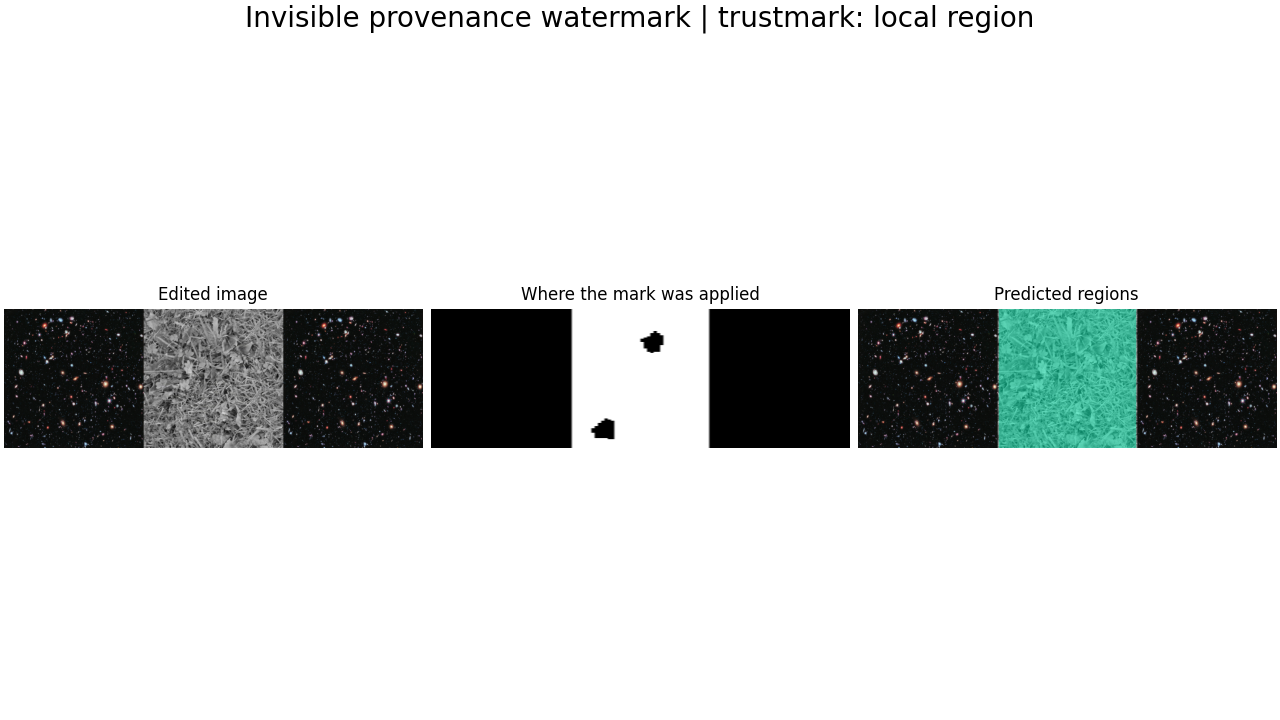 Invisible provenance watermark | trustmark: local region
Edited image
Where the mark was applied
Predicted regions